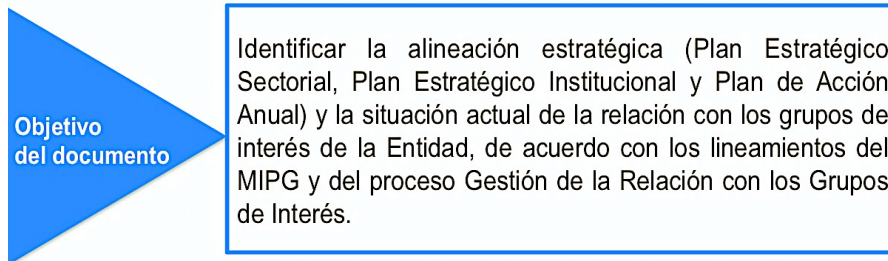 Objetivo
del documento
Identificar la alineación estratégica (Plan Estratégico
Sectorial, Plan Estratégico Institucional y Plan de Acción
Anual) y la situación actual de la relación con los grupos de
interés de la Entidad, de acuerdo con los lineamientos del
MIPG y del proceso Gestión de la Relación con los Grupos
de Interés.